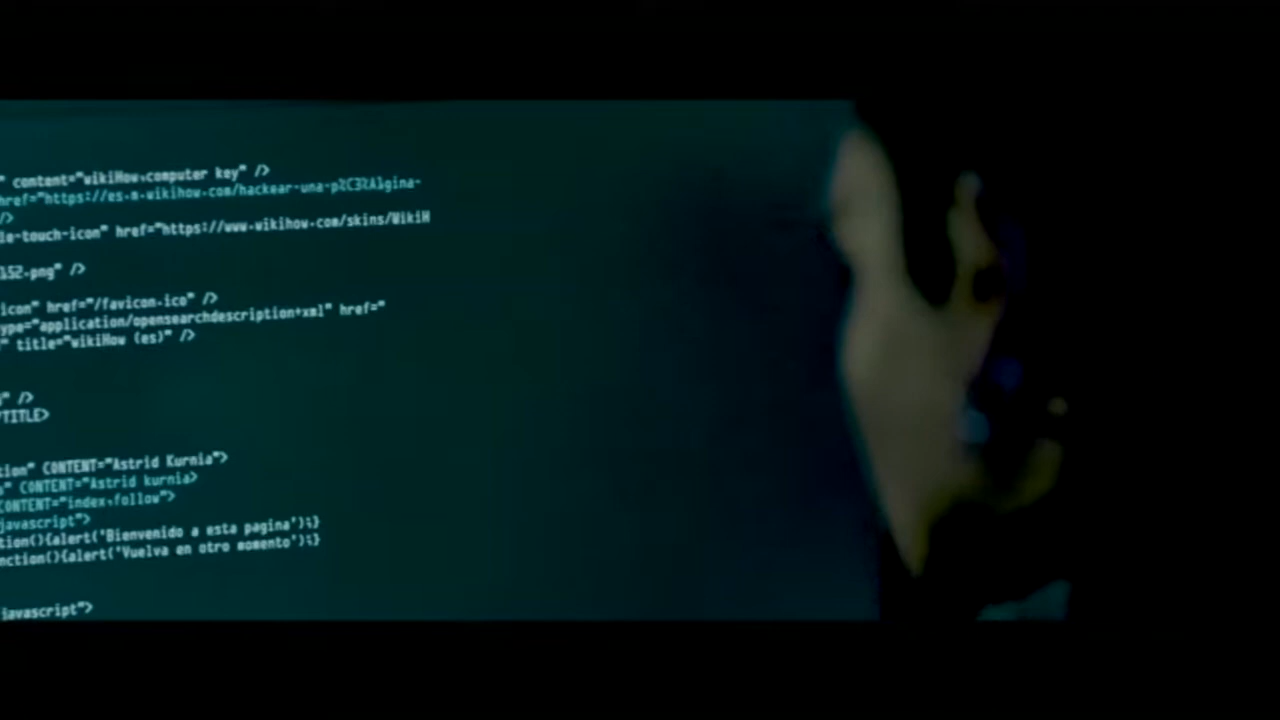 " content="wikiHow,computer key" />
href="https://es.m.wikihow.com/hackear-una-p%C3%A1gina-
/>
le-touch-icon" href="https://www.wikihow.com/skins/WikiH
152.png" />
icon" href="/favicon.ico" />
ype="application/opensearchdescription+xml" href="
" title="wikiHow (es)" />
" />
/TITLE>
tion" CONTENT="Astrid Kurnia">
s" CONTENT="Astrid kurnia>
CONTENT="index,follow">
javascript">
tion(){alert('Bienvenido a esta pagina');}
nction(){alert('Vuelva en otro momento');}
javascript">